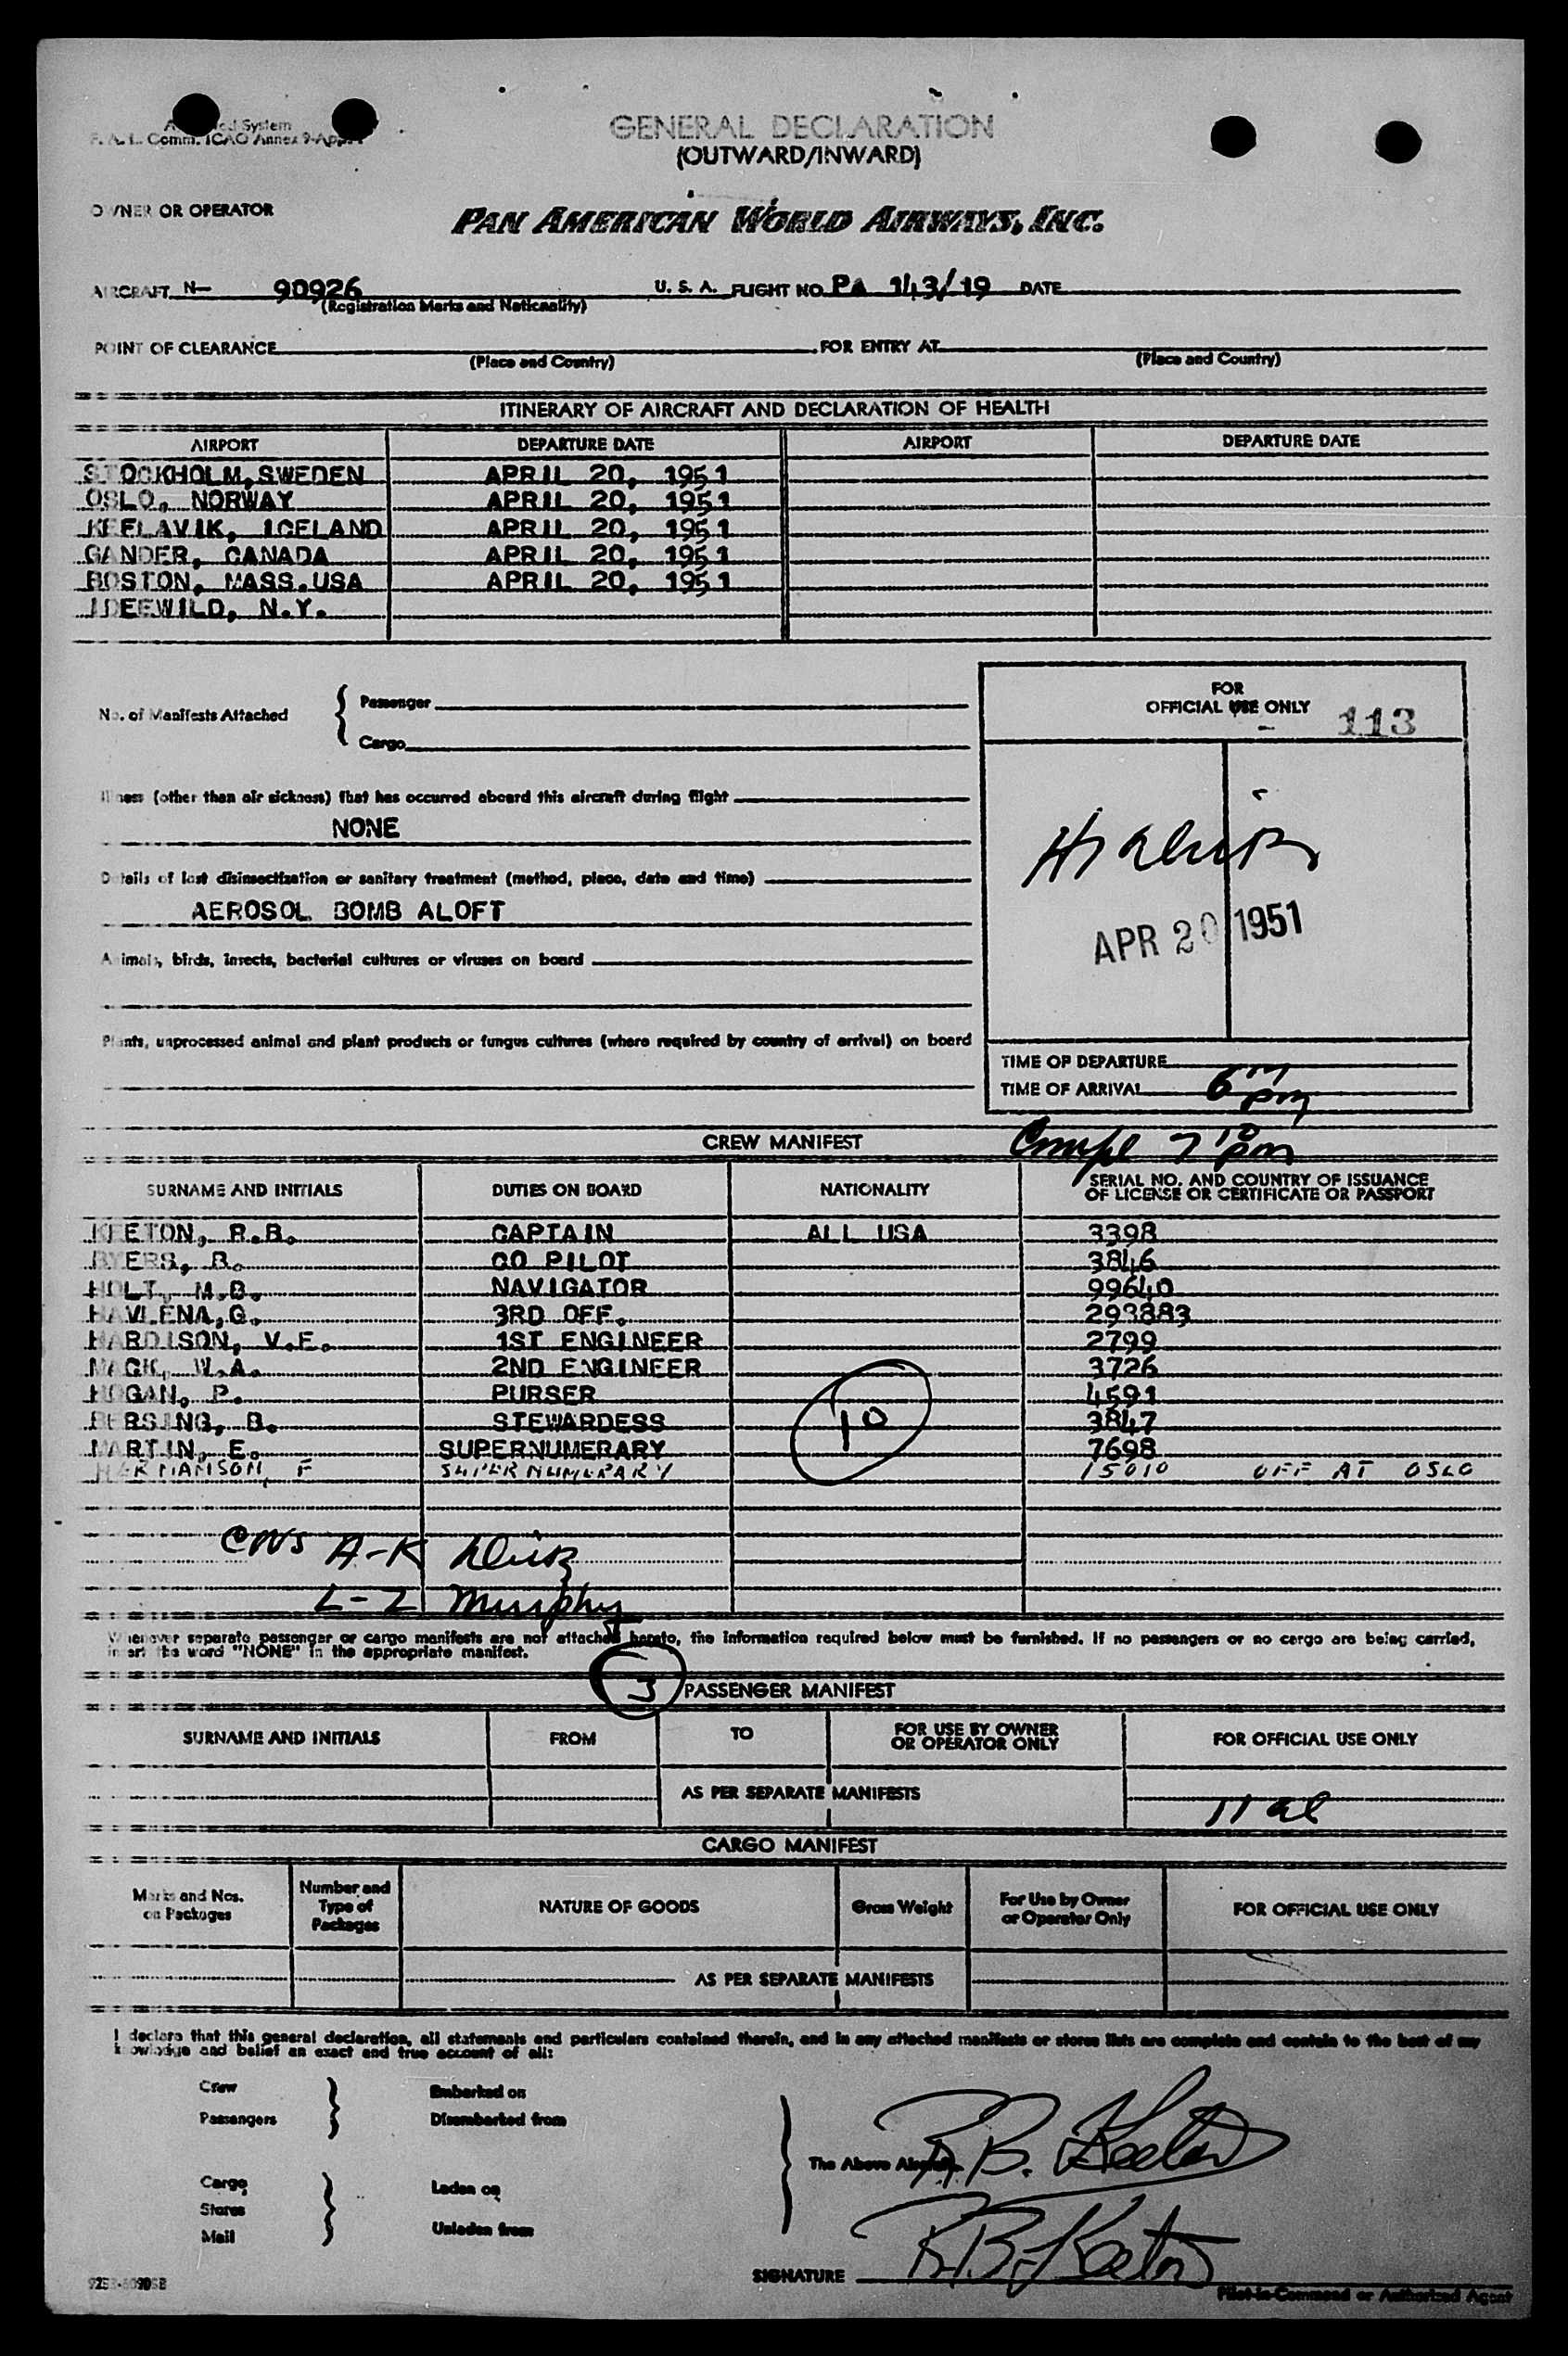 F. A. L. Comm. ICAO Annex 9-App.
GENERAL DECLARATION
(OUTWARD/INWARD)
OWNER OR OPERATOR
PAN AMERICAN WORLD AIRWAYS, INC.
AIRCRAFT N- 90926 U. S. A. FLIGHT NO. PA 143/19 DATE
(Registration Marks and Nationality)
POINT OF CLEARANCE FOR ENTRY AT
(Place and Country) (Place and Country)
ITINERARY OF AIRCRAFT AND DECLARATION OF HEALTH
AIRPORT DEPARTURE DATE AIRPORT DEPARTURE DATE
STOCKHOLM, SWEDEN APRIL 20, 1951
OSLO, NORWAY APRIL 20, 1951
KEFLAVIK, ICELAND APRIL 20, 1951
GANDER, CANADA APRIL 20, 1951
BOSTON, MASS. USA APRIL 20, 1951
IDEEWILD, N.Y.
FOR
OFFICIAL USE ONLY 113
No. of Manifests Attached
Passenger
Cargo
Illness (other than air sickness) that has occurred aboard this aircraft during flight
NONE
Details of last disinsectization or sanitary treatment (method, place, date and time)
AEROSOL BOMB ALOFT
APR 20 1951
Animals, birds, insects, bacterial cultures or viruses on board
Plants, unprocessed animal and plant products or fungus cultures (where required by country of arrival) on board
TIME OF DEPARTURE
TIME OF ARRIVAL 6 pm
CREW MANIFEST Compl 7 10 pm
SURNAME AND INITIALS DUTIES ON BOARD NATIONALITY SERIAL NO. AND COUNTRY OF ISSUANCE
OF LICENSE OR CERTIFICATE OR PASSPORT
KEETON, R.B. CAPTAIN ALL USA 3398
BYERS, B. CO PILOT 3846
HOLT, M.B. NAVIGATOR 99640
HAVLENA, G. 3RD OFF. 293883
HARDISON, V.E. 1ST ENGINEER 2799
MACK, W.A. 2ND ENGINEER 3726
HOGAN, P. PURSER 4591
BERSING, B. STEWARDESS 10 3847
MARTIN, E. SUPERNUMERARY 7698
HERMANSON, F SUPERNUMERARY 15010 OFF AT OSLO
A-K
L-Z Murphy
Whenever separate passenger or cargo manifests are not attached hereto, the information required below must be furnished. If no passengers or no cargo are being carried,
insert the word "NONE" in the appropriate manifest.
3 PASSENGER MANIFEST
SURNAME AND INITIALS FROM TO FOR USE BY OWNER
OR OPERATOR ONLY FOR OFFICIAL USE ONLY
AS PER SEPARATE MANIFESTS
CARGO MANIFEST
Marks and Nos.
on Packages Number and
Type of
Packages NATURE OF GOODS Gross Weight For Use by Owner
or Operator Only FOR OFFICIAL USE ONLY
AS PER SEPARATE MANIFESTS
I declare that this general declaration, all statements and particulars contained therein, and in any attached manifests or stores lists are complete and contain to the best of my
knowledge and belief an exact and true account of all:
Crew Embarked on
Passengers Disembarked from
The Above Aircraft R.B. Keeton
Cargo Laden on
Stores
Mail Unladen from
SIGNATURE R.B. Keeton
Pilot-in-Command or Authorized Agent